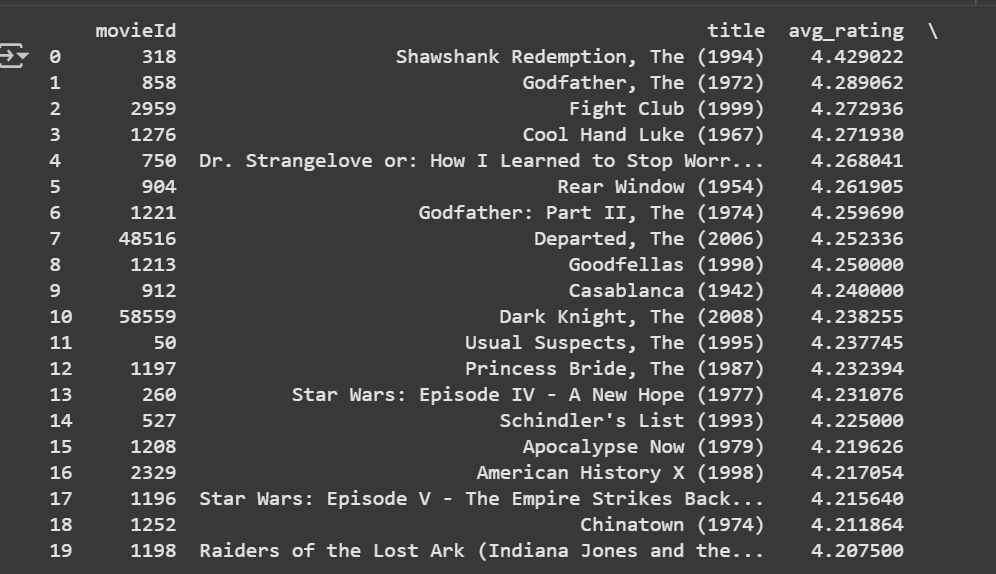 movieId title avg_rating \
0 318 Shawshank Redemption, The (1994) 4.429022
1 858 Godfather, The (1972) 4.289062
2 2959 Fight Club (1999) 4.272936
3 1276 Cool Hand Luke (1967) 4.271930
4 750 Dr. Strangelove or: How I Learned to Stop Worr... 4.268041
5 904 Rear Window (1954) 4.261905
6 1221 Godfather: Part II, The (1974) 4.259690
7 48516 Departed, The (2006) 4.252336
8 1213 Goodfellas (1990) 4.250000
9 912 Casablanca (1942) 4.240000
10 58559 Dark Knight, The (2008) 4.238255
11 50 Usual Suspects, The (1995) 4.237745
12 1197 Princess Bride, The (1987) 4.232394
13 260 Star Wars: Episode IV - A New Hope (1977) 4.231076
14 527 Schindler's List (1993) 4.225000
15 1208 Apocalypse Now (1979) 4.219626
16 2329 American History X (1998) 4.217054
17 1196 Star Wars: Episode V - The Empire Strikes Back... 4.215640
18 1252 Chinatown (1974) 4.211864
19 1198 Raiders of the Lost Ark (Indiana Jones and the... 4.207500